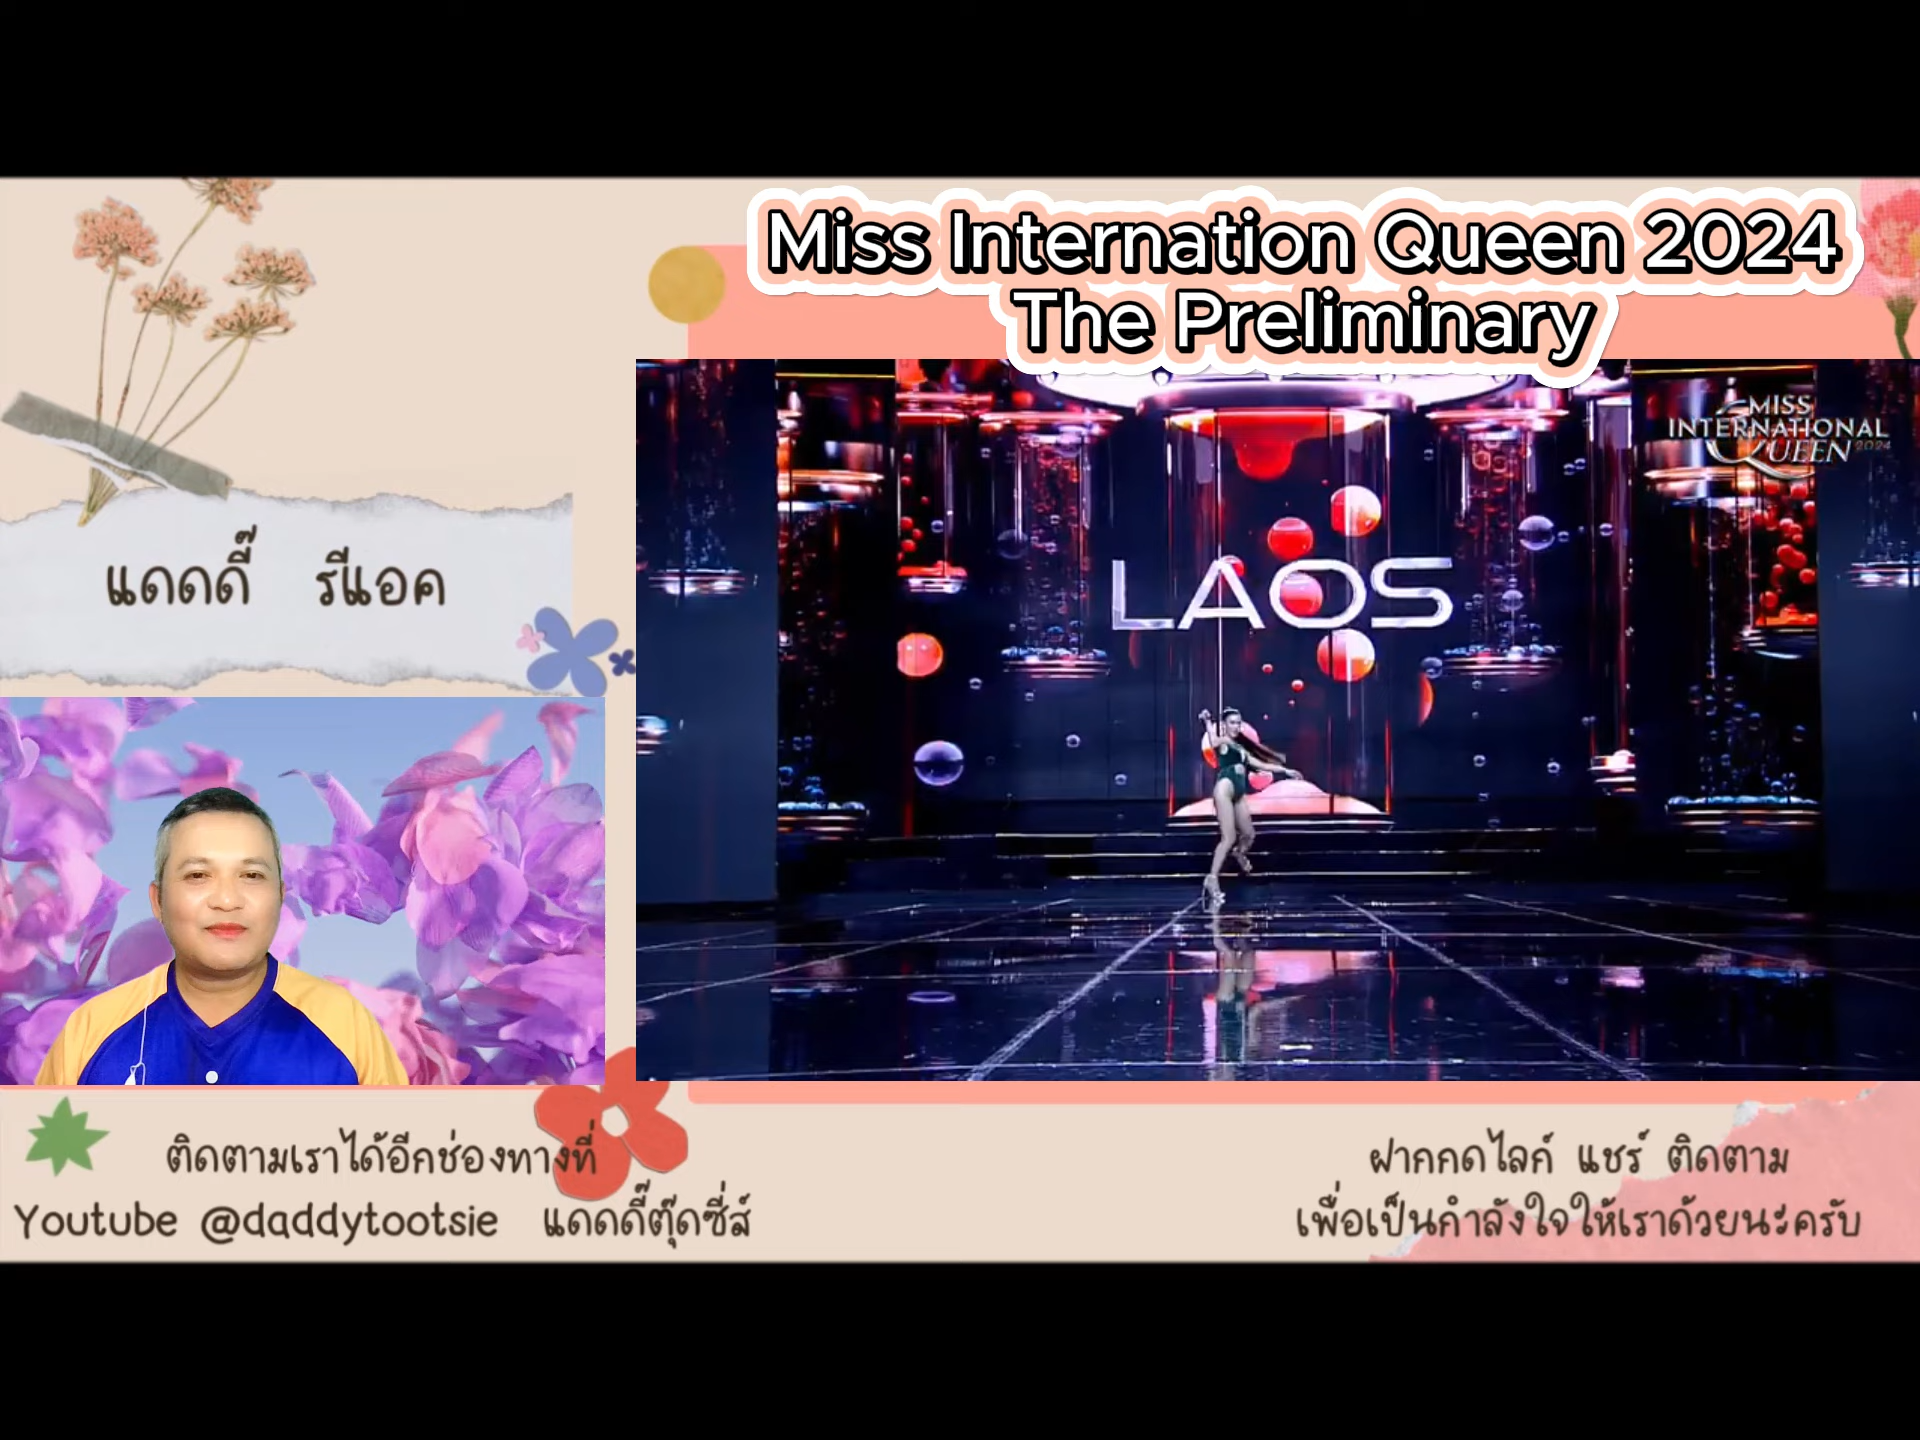 Miss Internation Queen 2024
The Preliminary
MISS
INTERNATIONAL
QUEEN 2024
LAOS
แดดดี๊ รีแอค
ติดตามเราได้อีกช่องทางที่
Youtube @daddytootsie แดดดี๊ตุ๊ดซี่ส์
ฝากกดไลก์ แชร์ ติดตาม
เพื่อเป็นกำลังใจให้เราด้วยนะครับ